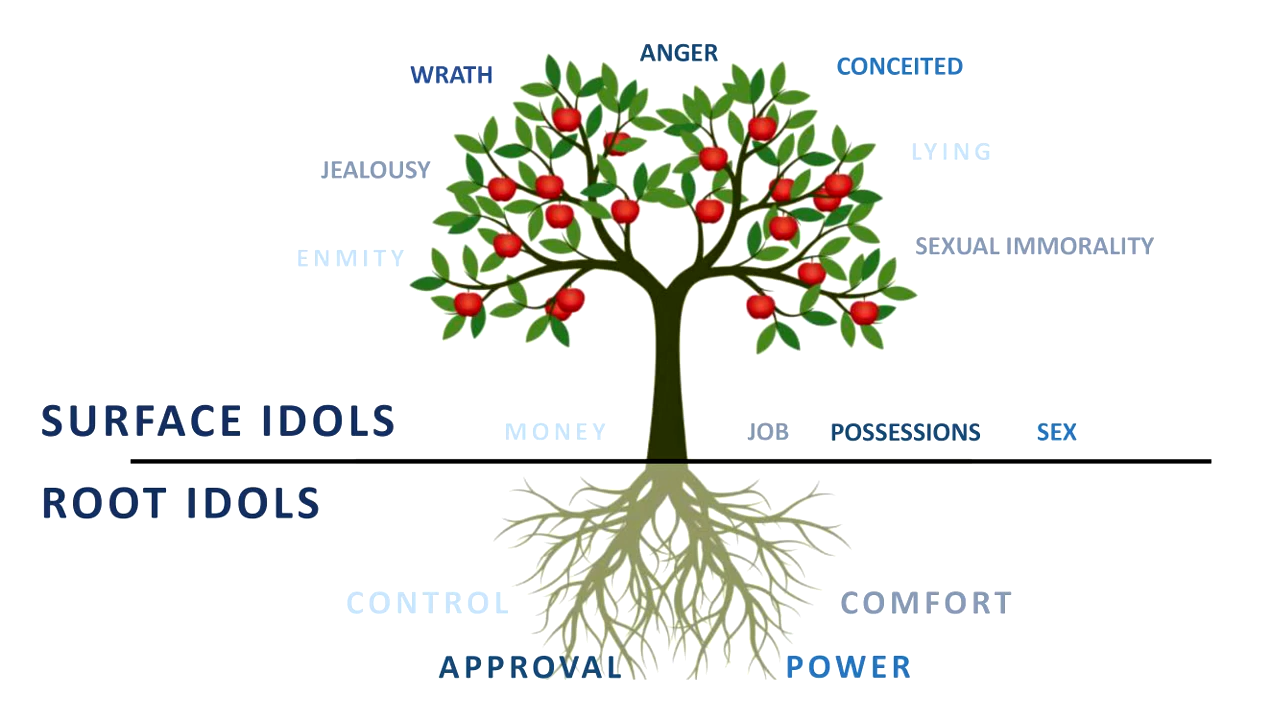 ANGER
WRATH
CONCEITED
LYING
JEALOUSY
SEXUAL IMMORALITY
ENMITY
SURFACE IDOLS
MONEY JOB POSSESSIONS SEX
ROOT IDOLS
CONTROL COMFORT
APPROVAL POWER